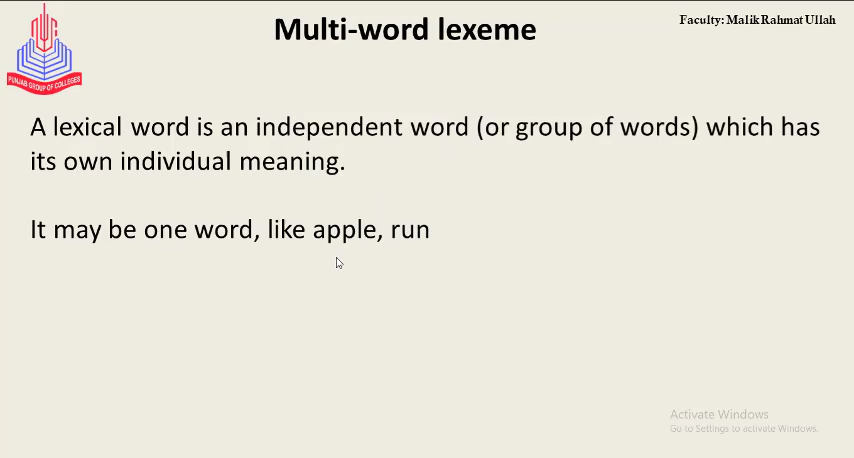 Multi-word lexeme
Faculty: Malik Rahmat Ullah
PUNJAB GROUP OF COLLEGES
A lexical word is an independent word (or group of words) which has
its own individual meaning.
It may be one word, like apple, run
Activate Windows
Go to Settings to activate Windows.